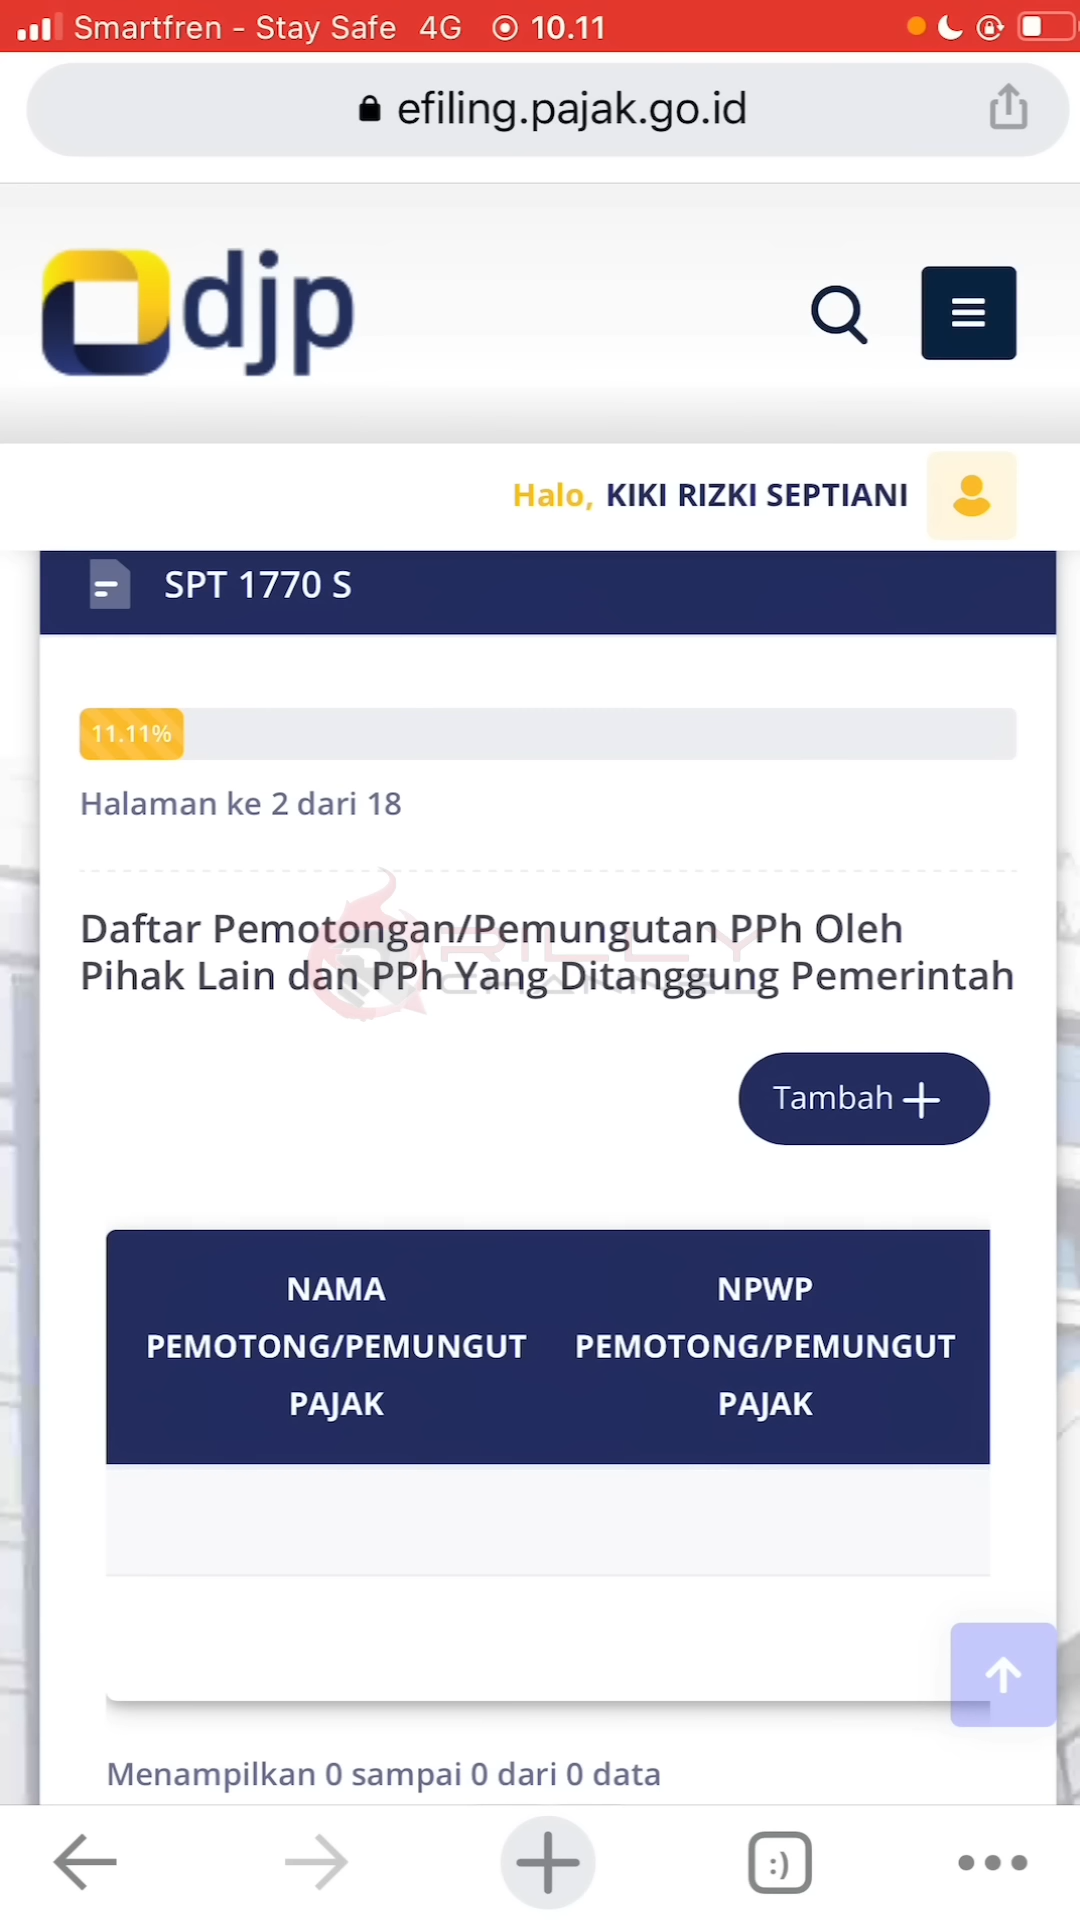 Smartfren - Stay Safe 4G 10.11
efiling.pajak.go.id
djp
Halo, KIKI RIZKI SEPTIANI
SPT 1770 S
11.11%
Halaman ke 2 dari 18
Daftar Pemotongan/Pemungutan PPh Oleh
Pihak Lain dan PPh Yang Ditanggung Pemerintah
RILLY
CHANNEL
Tambah +
NAMA
PEMOTONG/PEMUNGUT
PAJAK
NPWP
PEMOTONG/PEMUNGUT
PAJAK
Menampilkan 0 sampai 0 dari 0 data
:)